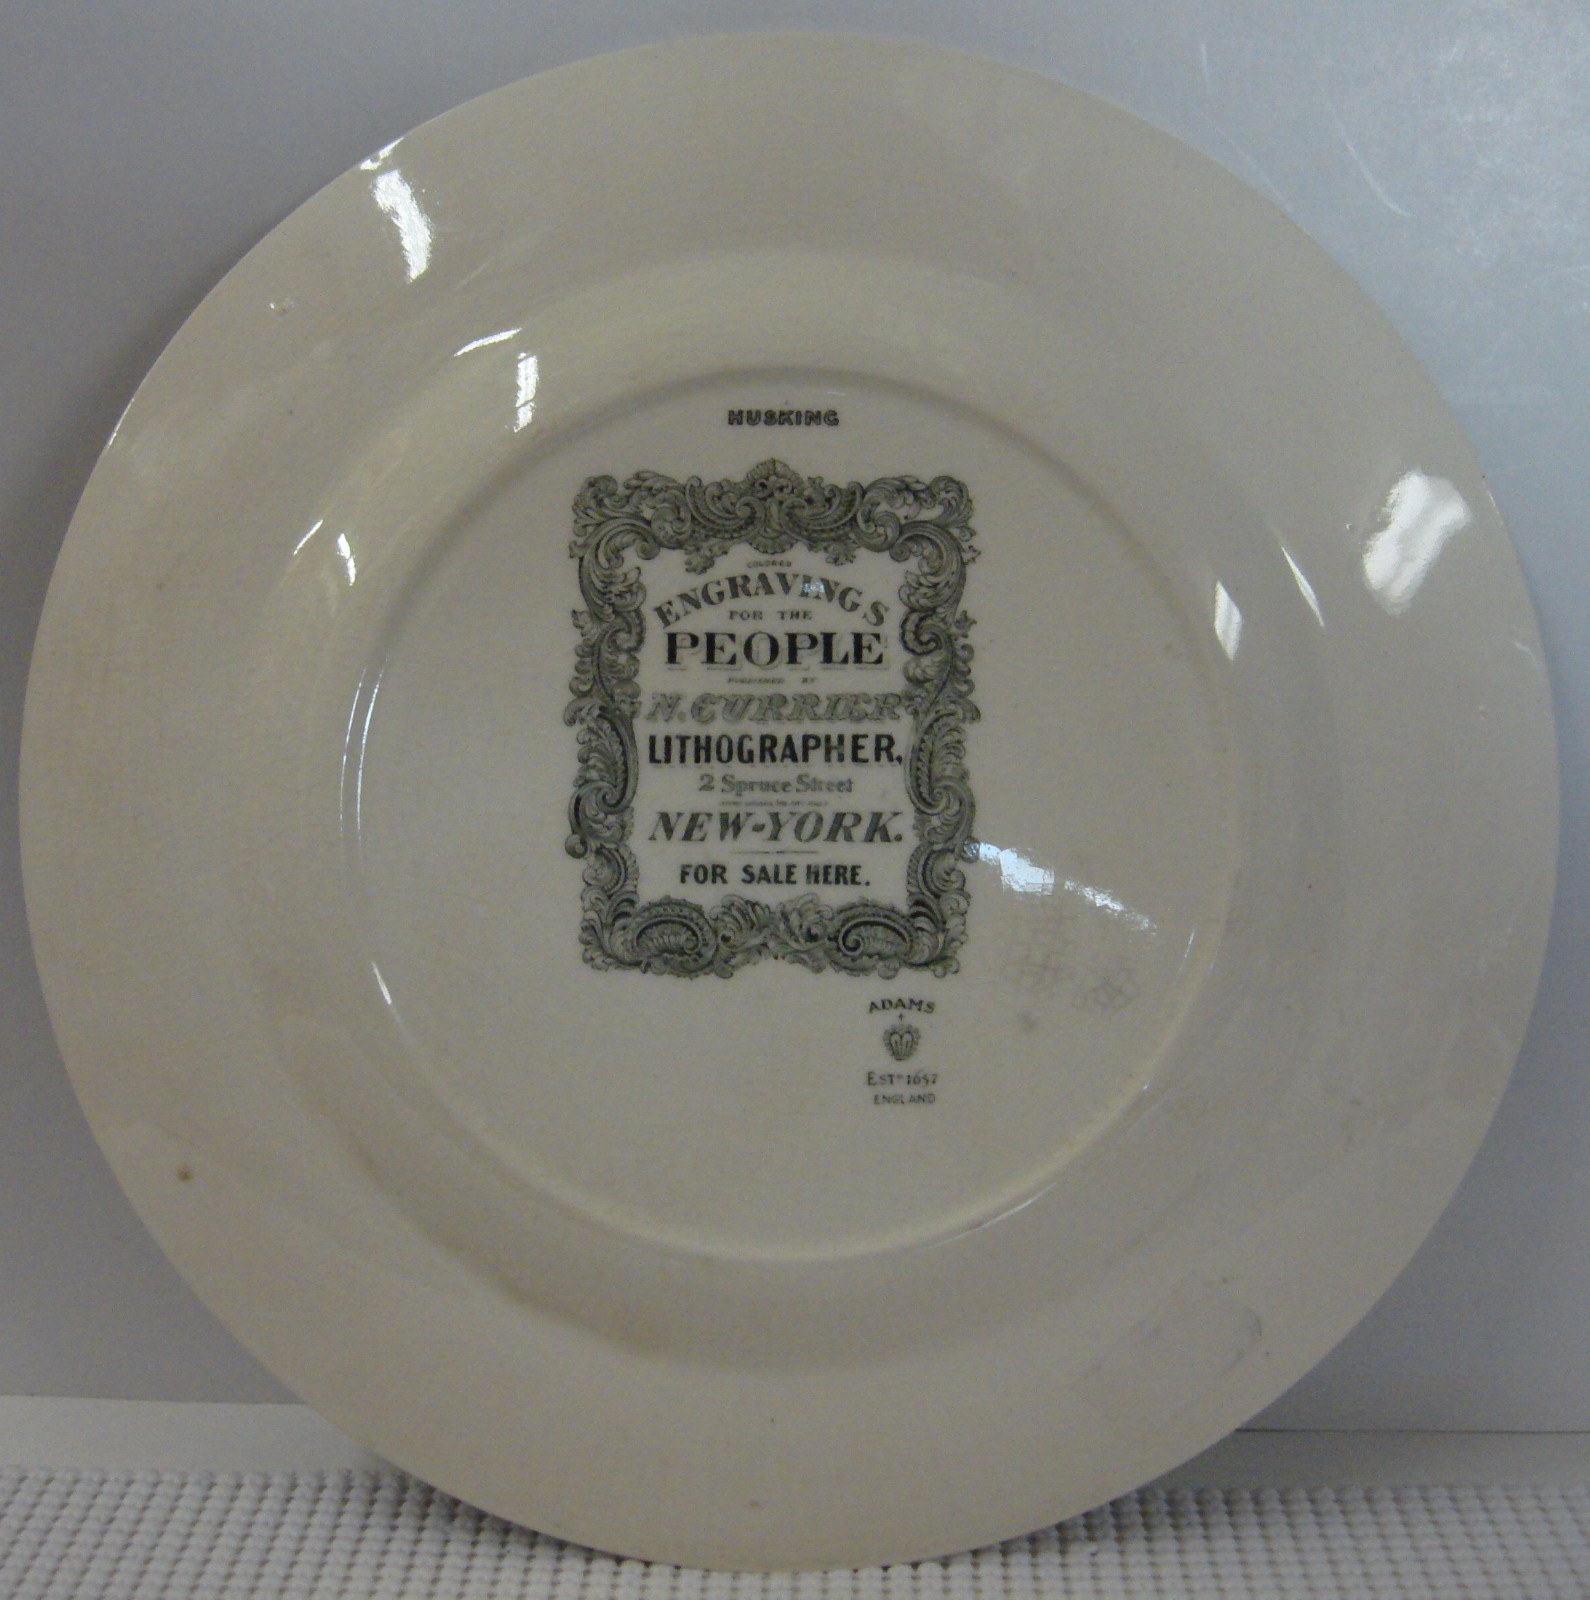 HUSKING
COLORED
ENGRAVINGS
FOR THE
PEOPLE
PUBLISHED BY
N. CURRIER
LITHOGRAPHER,
2 Spruce Street
NEW-YORK.
FOR SALE HERE.
ADAMS
ESTD 1657
ENGLAND